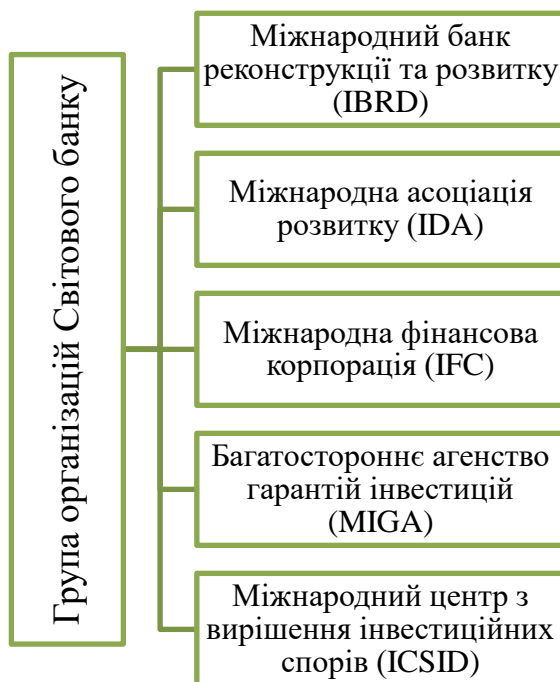 Група організацій Світового банку
Міжнародний банк
реконструкції та розвитку
(IBRD)
Міжнародна асоціація
розвитку (IDA)
Міжнародна фінансова
корпорація (IFC)
Багатостороннє агенство
гарантій інвестицій
(MIGA)
Міжнародний центр з
вирішення інвестиційних
спорів (ICSID)